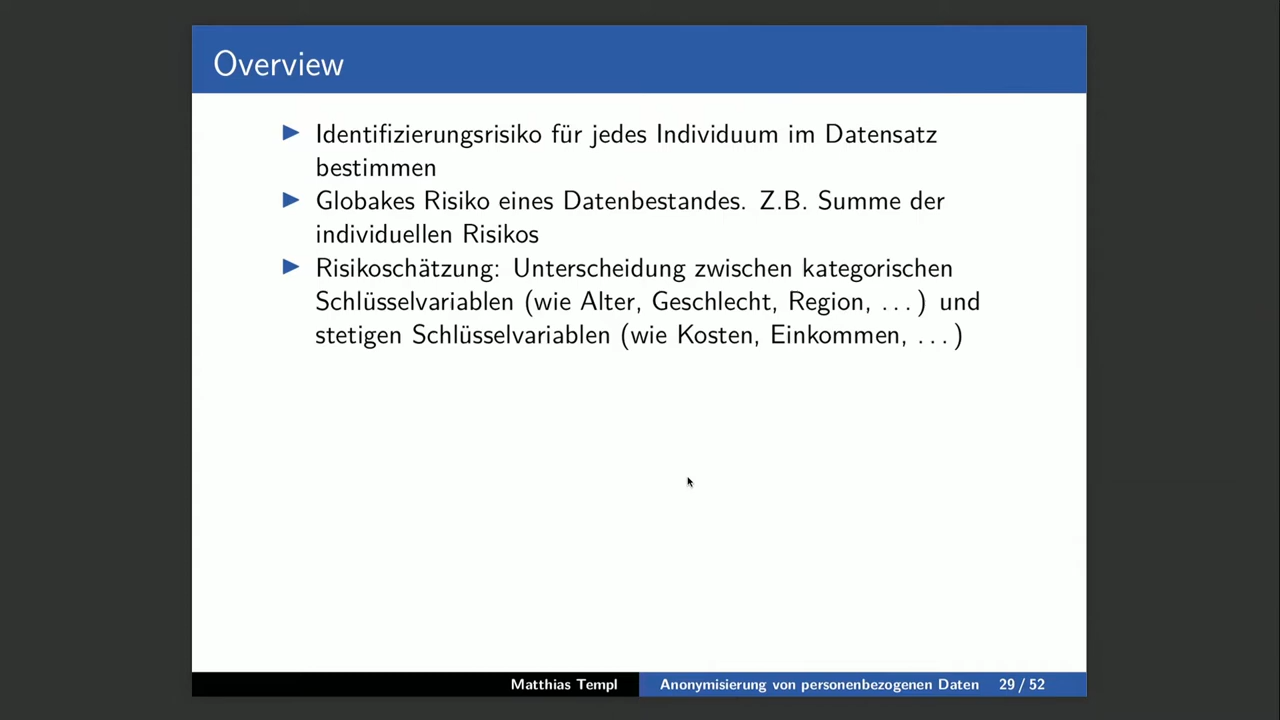 Overview
▶ Identifizierungsrisiko für jedes Individuum im Datensatz
bestimmen
▶ Globakes Risiko eines Datenbestandes. Z.B. Summe der
individuellen Risikos
▶ Risikoschätzung: Unterscheidung zwischen kategorischen
Schlüsselvariablen (wie Alter, Geschlecht, Region, ...) und
stetigen Schlüsselvariablen (wie Kosten, Einkommen, ...)
Matthias Templ Anonymisierung von personenbezogenen Daten 29 / 52